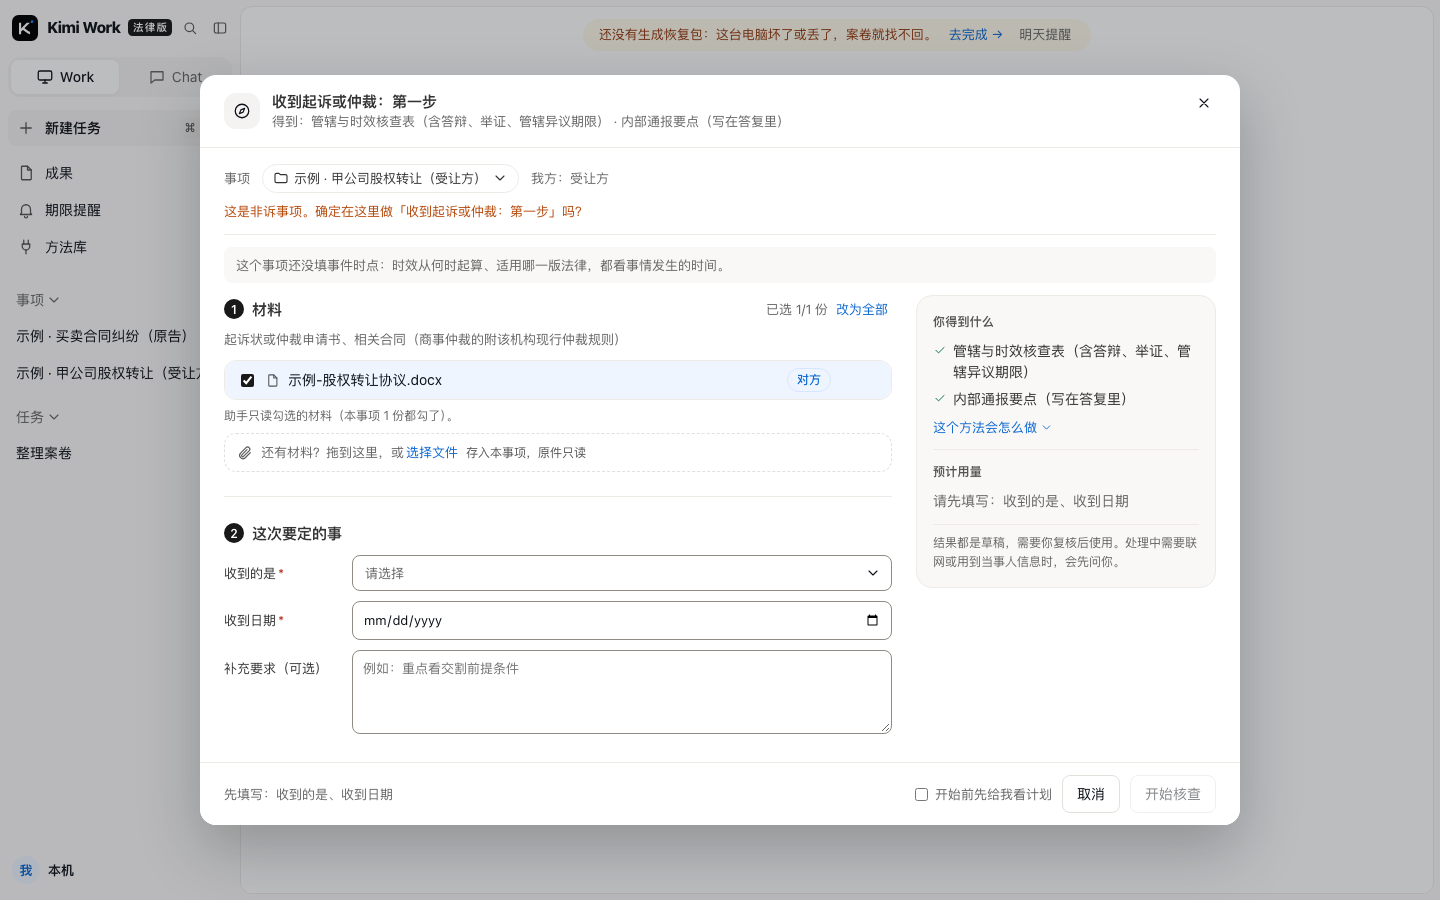 Kimi Work 法律版
Work
Chat
新建任务 ⌘
成果
期限提醒
方法库
事项
示例 · 买卖合同纠纷（原告）
示例 · 甲公司股权转让（受让
任务
整理案卷
我 本机
还没有生成恢复包：这台电脑坏了或丢了，案卷就找不回。 去完成 → 明天提醒
收到起诉或仲裁：第一步
得到：管辖与时效核查表（含答辩、举证、管辖异议期限） · 内部通报要点（写在答复里）
事项 示例 · 甲公司股权转让（受让方） 我方：受让方
这是非诉事项。确定在这里做「收到起诉或仲裁：第一步」吗？
这个事项还没填事件时点：时效从何时起算、适用哪一版法律，都看事情发生的时间。
1 材料 已选 1/1 份 改为全部
起诉状或仲裁申请书、相关合同（商事仲裁的附该机构现行仲裁规则）
示例-股权转让协议.docx 对方
助手只读勾选的材料（本事项 1 份都勾了）。
还有材料？拖到这里，或 选择文件 存入本事项，原件只读
2 这次要定的事
收到的是 * 请选择
收到日期 * mm/dd/yyyy
补充要求（可选） 例如：重点看交割前提条件
你得到什么
管辖与时效核查表（含答辩、举证、管
辖异议期限）
内部通报要点（写在答复里）
这个方法会怎么做
预计用量
请先填写：收到的是、收到日期
结果都是草稿，需要你复核后使用。处理中需要联
网或用到当事人信息时，会先问你。
先填写：收到的是、收到日期 开始前先给我看计划 取消 开始核查